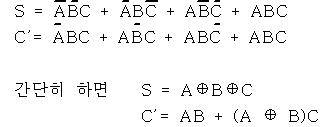 S = A̅B̅C + A̅BC̅ + AB̅C̅ + ABC
C'= A̅BC + AB̅C + ABC̅ + ABC
간단히 하면 S = A⊕B⊕C
C'= AB + (A ⊕ B)C